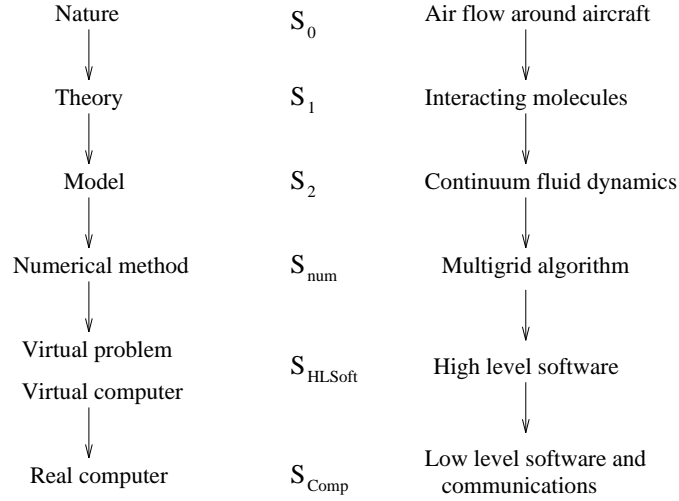 Nature S0 Air flow around aircraft
Theory S1 Interacting molecules
Model S2 Continuum fluid dynamics
Numerical method Snum Multigrid algorithm
Virtual problem
SHLSoft High level software
Virtual computer
Real computer SComp Low level software and
communications